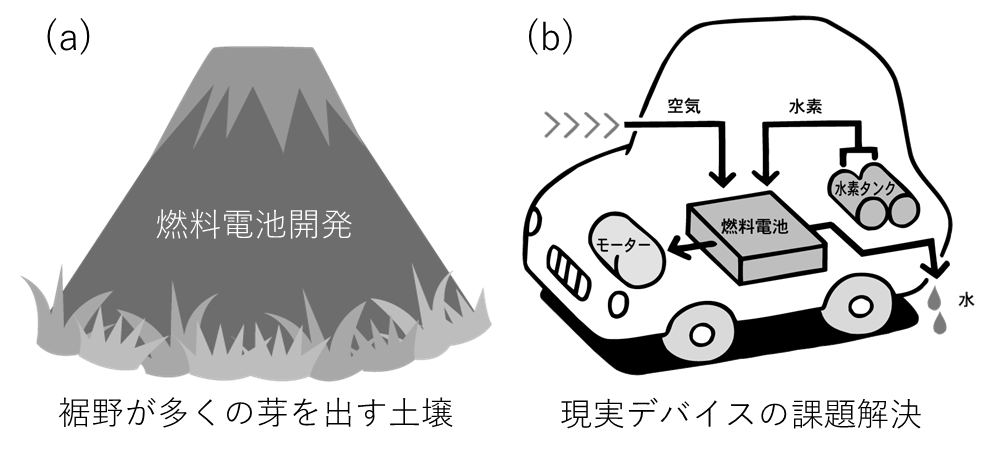 (a)
燃料電池開発
裾野が多くの芽を出す土壌
(b)
空気
水素
水素タンク
燃料電池
モーター
水
現実デバイスの課題解決